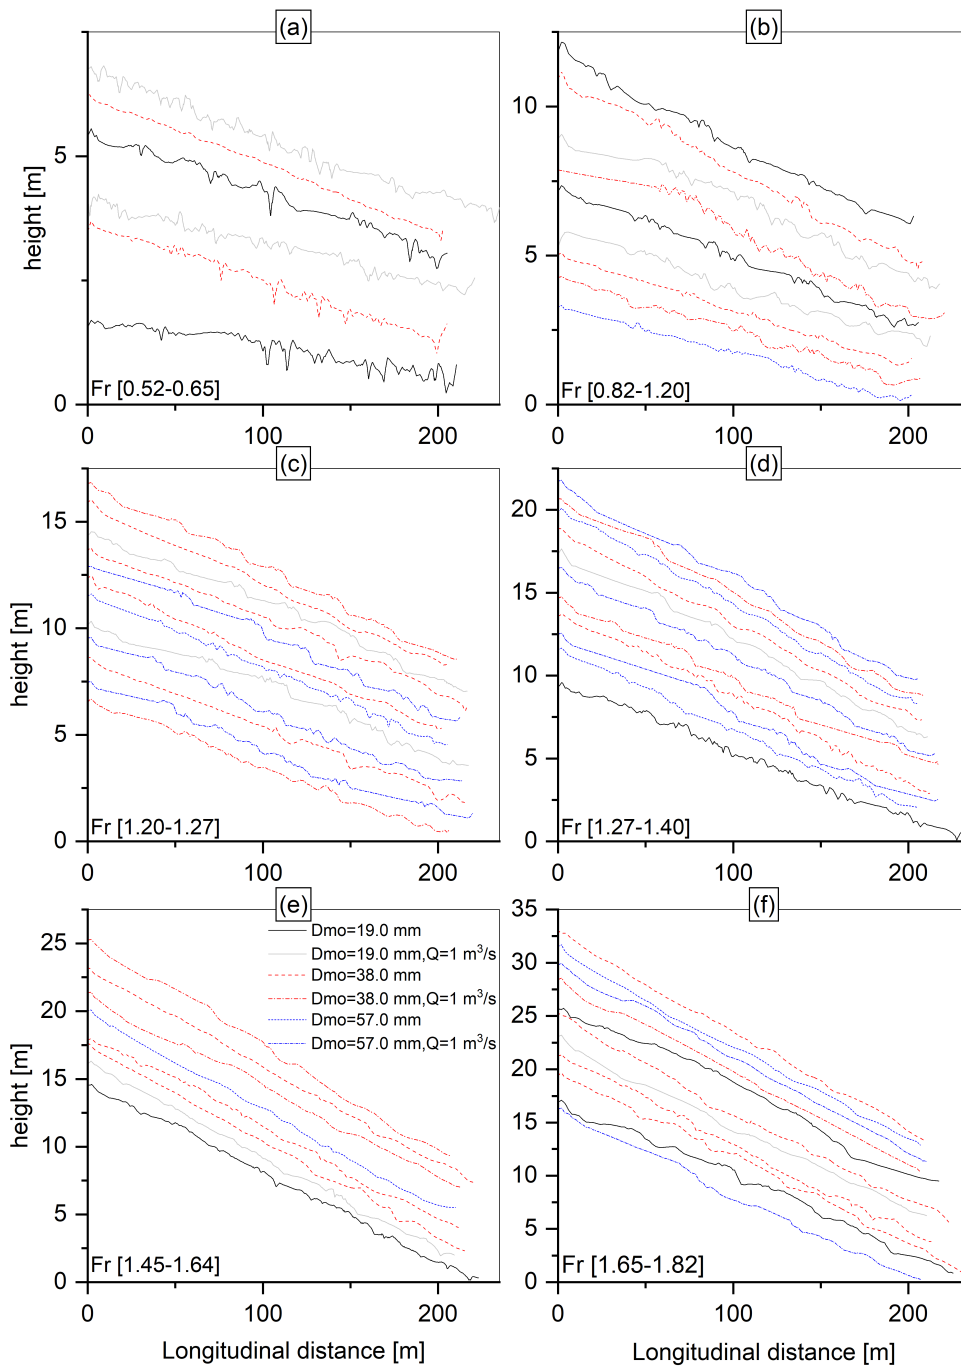 (a)
(b)
height [m]
5
0
0
100
200
Fr [0.52-0.65]
10
5
0
0
100
200
Fr [0.82-1.20]
(c)
(d)
height [m]
15
10
5
0
0
100
200
Fr [1.20-1.27]
20
15
10
5
0
0
100
200
Fr [1.27-1.40]
(e)
(f)
height [m]
25
20
15
10
5
0
0
100
200
Dmo=19.0 mm
Dmo=19.0 mm,Q=1 m³/s
Dmo=38.0 mm
Dmo=38.0 mm,Q=1 m³/s
Dmo=57.0 mm
Dmo=57.0 mm,Q=1 m³/s
Fr [1.45-1.64]
Longitudinal distance [m]
35
30
25
20
15
10
5
0
0
100
200
Fr [1.65-1.82]
Longitudinal distance [m]